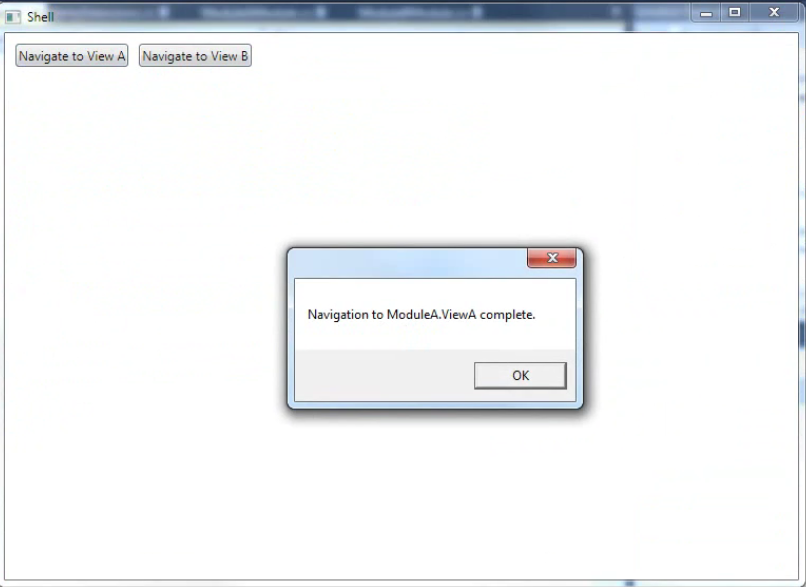 Shell
Navigate to View A Navigate to View B
Navigation to ModuleA.ViewA complete.
OK